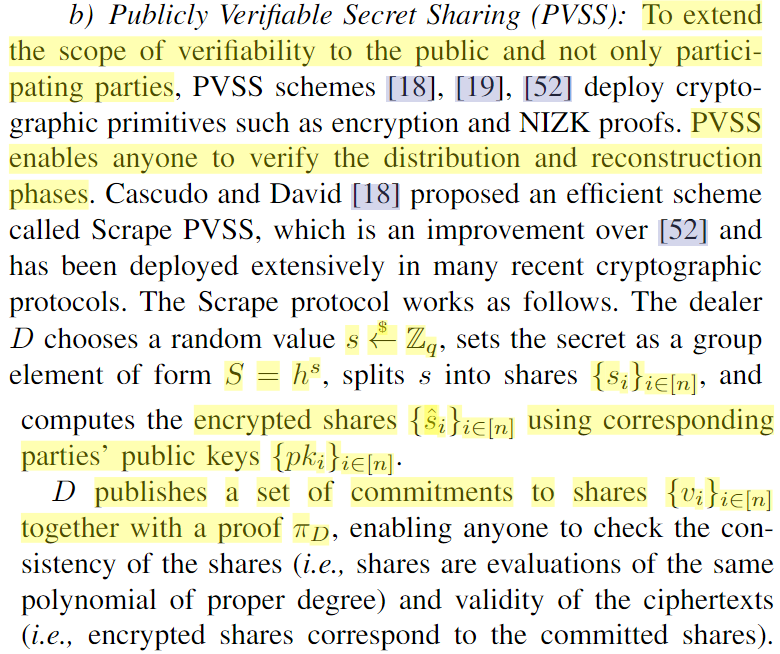 b) Publicly Verifiable Secret Sharing (PVSS): To extend
the scope of verifiability to the public and not only partici-
pating parties, PVSS schemes [18], [19], [52] deploy crypto-
graphic primitives such as encryption and NIZK proofs. PVSS
enables anyone to verify the distribution and reconstruction
phases. Cascudo and David [18] proposed an efficient scheme
called Scrape PVSS, which is an improvement over [52] and
has been deployed extensively in many recent cryptographic
protocols. The Scrape protocol works as follows. The dealer
D chooses a random value s $← ℤ_q, sets the secret as a group
element of form S = h^s, splits s into shares {s_i}_{i∈[n]}, and
computes the encrypted shares {ŝ_i}_{i∈[n]} using corresponding
parties’ public keys {pk_i}_{i∈[n]}.
D publishes a set of commitments to shares {v_i}_{i∈[n]}
together with a proof π_D, enabling anyone to check the con-
sistency of the shares (i.e., shares are evaluations of the same
polynomial of proper degree) and validity of the ciphertexts
(i.e., encrypted shares correspond to the committed shares).